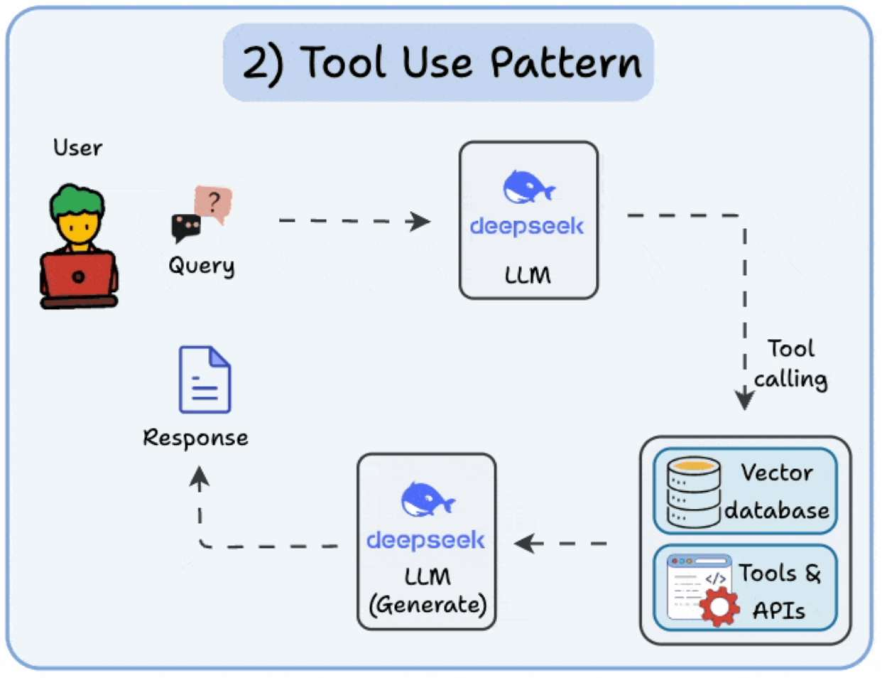 2) Tool Use Pattern
User
Query
deepseek
LLM
Tool
calling
Vector
database
Tools &
APIs
deepseek
LLM
(Generate)
Response